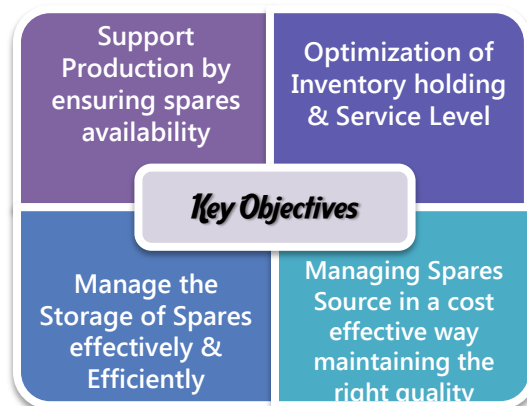 Support
Production by
ensuring spares
availability
Optimization of
Inventory holding
& Service Level
Key Objectives
Manage the
Storage of Spares
effectively &
Efficiently
Managing Spares
Source in a cost
effective way
maintaining the
right quality